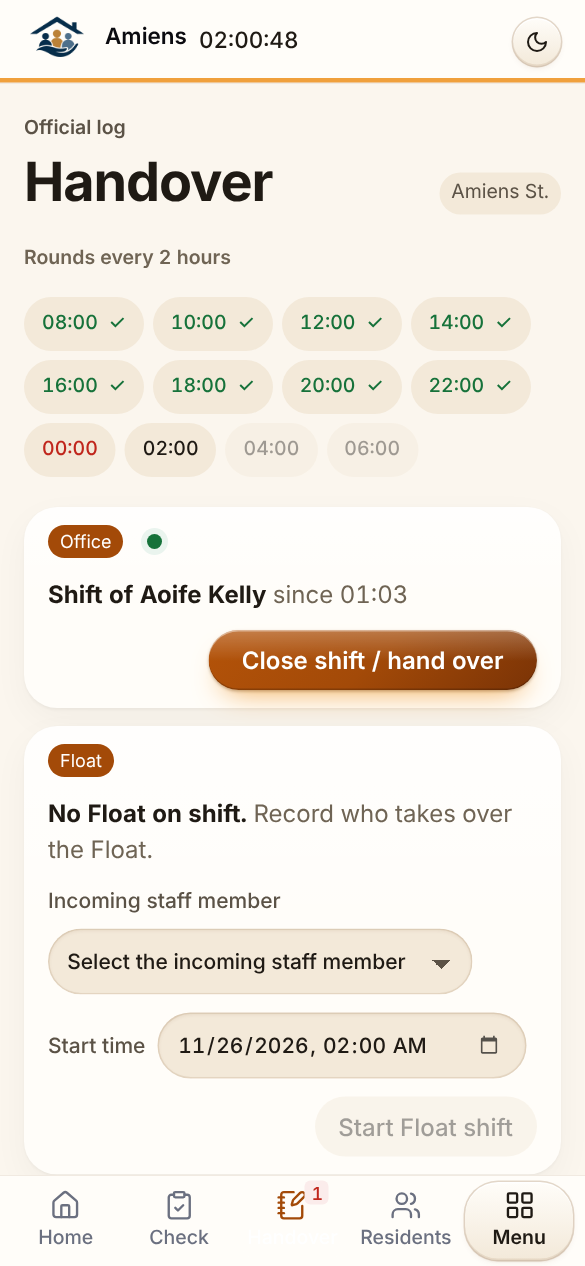 Amiens 02:00:48
Official log
Handover
Amiens St.
Rounds every 2 hours
08:00 ✓ 10:00 ✓ 12:00 ✓ 14:00 ✓
16:00 ✓ 18:00 ✓ 20:00 ✓ 22:00 ✓
00:00 02:00 04:00 06:00
Office
Shift of Aoife Kelly since 01:03
Close shift / hand over
Float
No Float on shift. Record who takes over
the Float.
Incoming staff member
Select the incoming staff member
Start time 11/26/2026, 02:00 AM
Start Float shift
1
Home Check Residents Menu